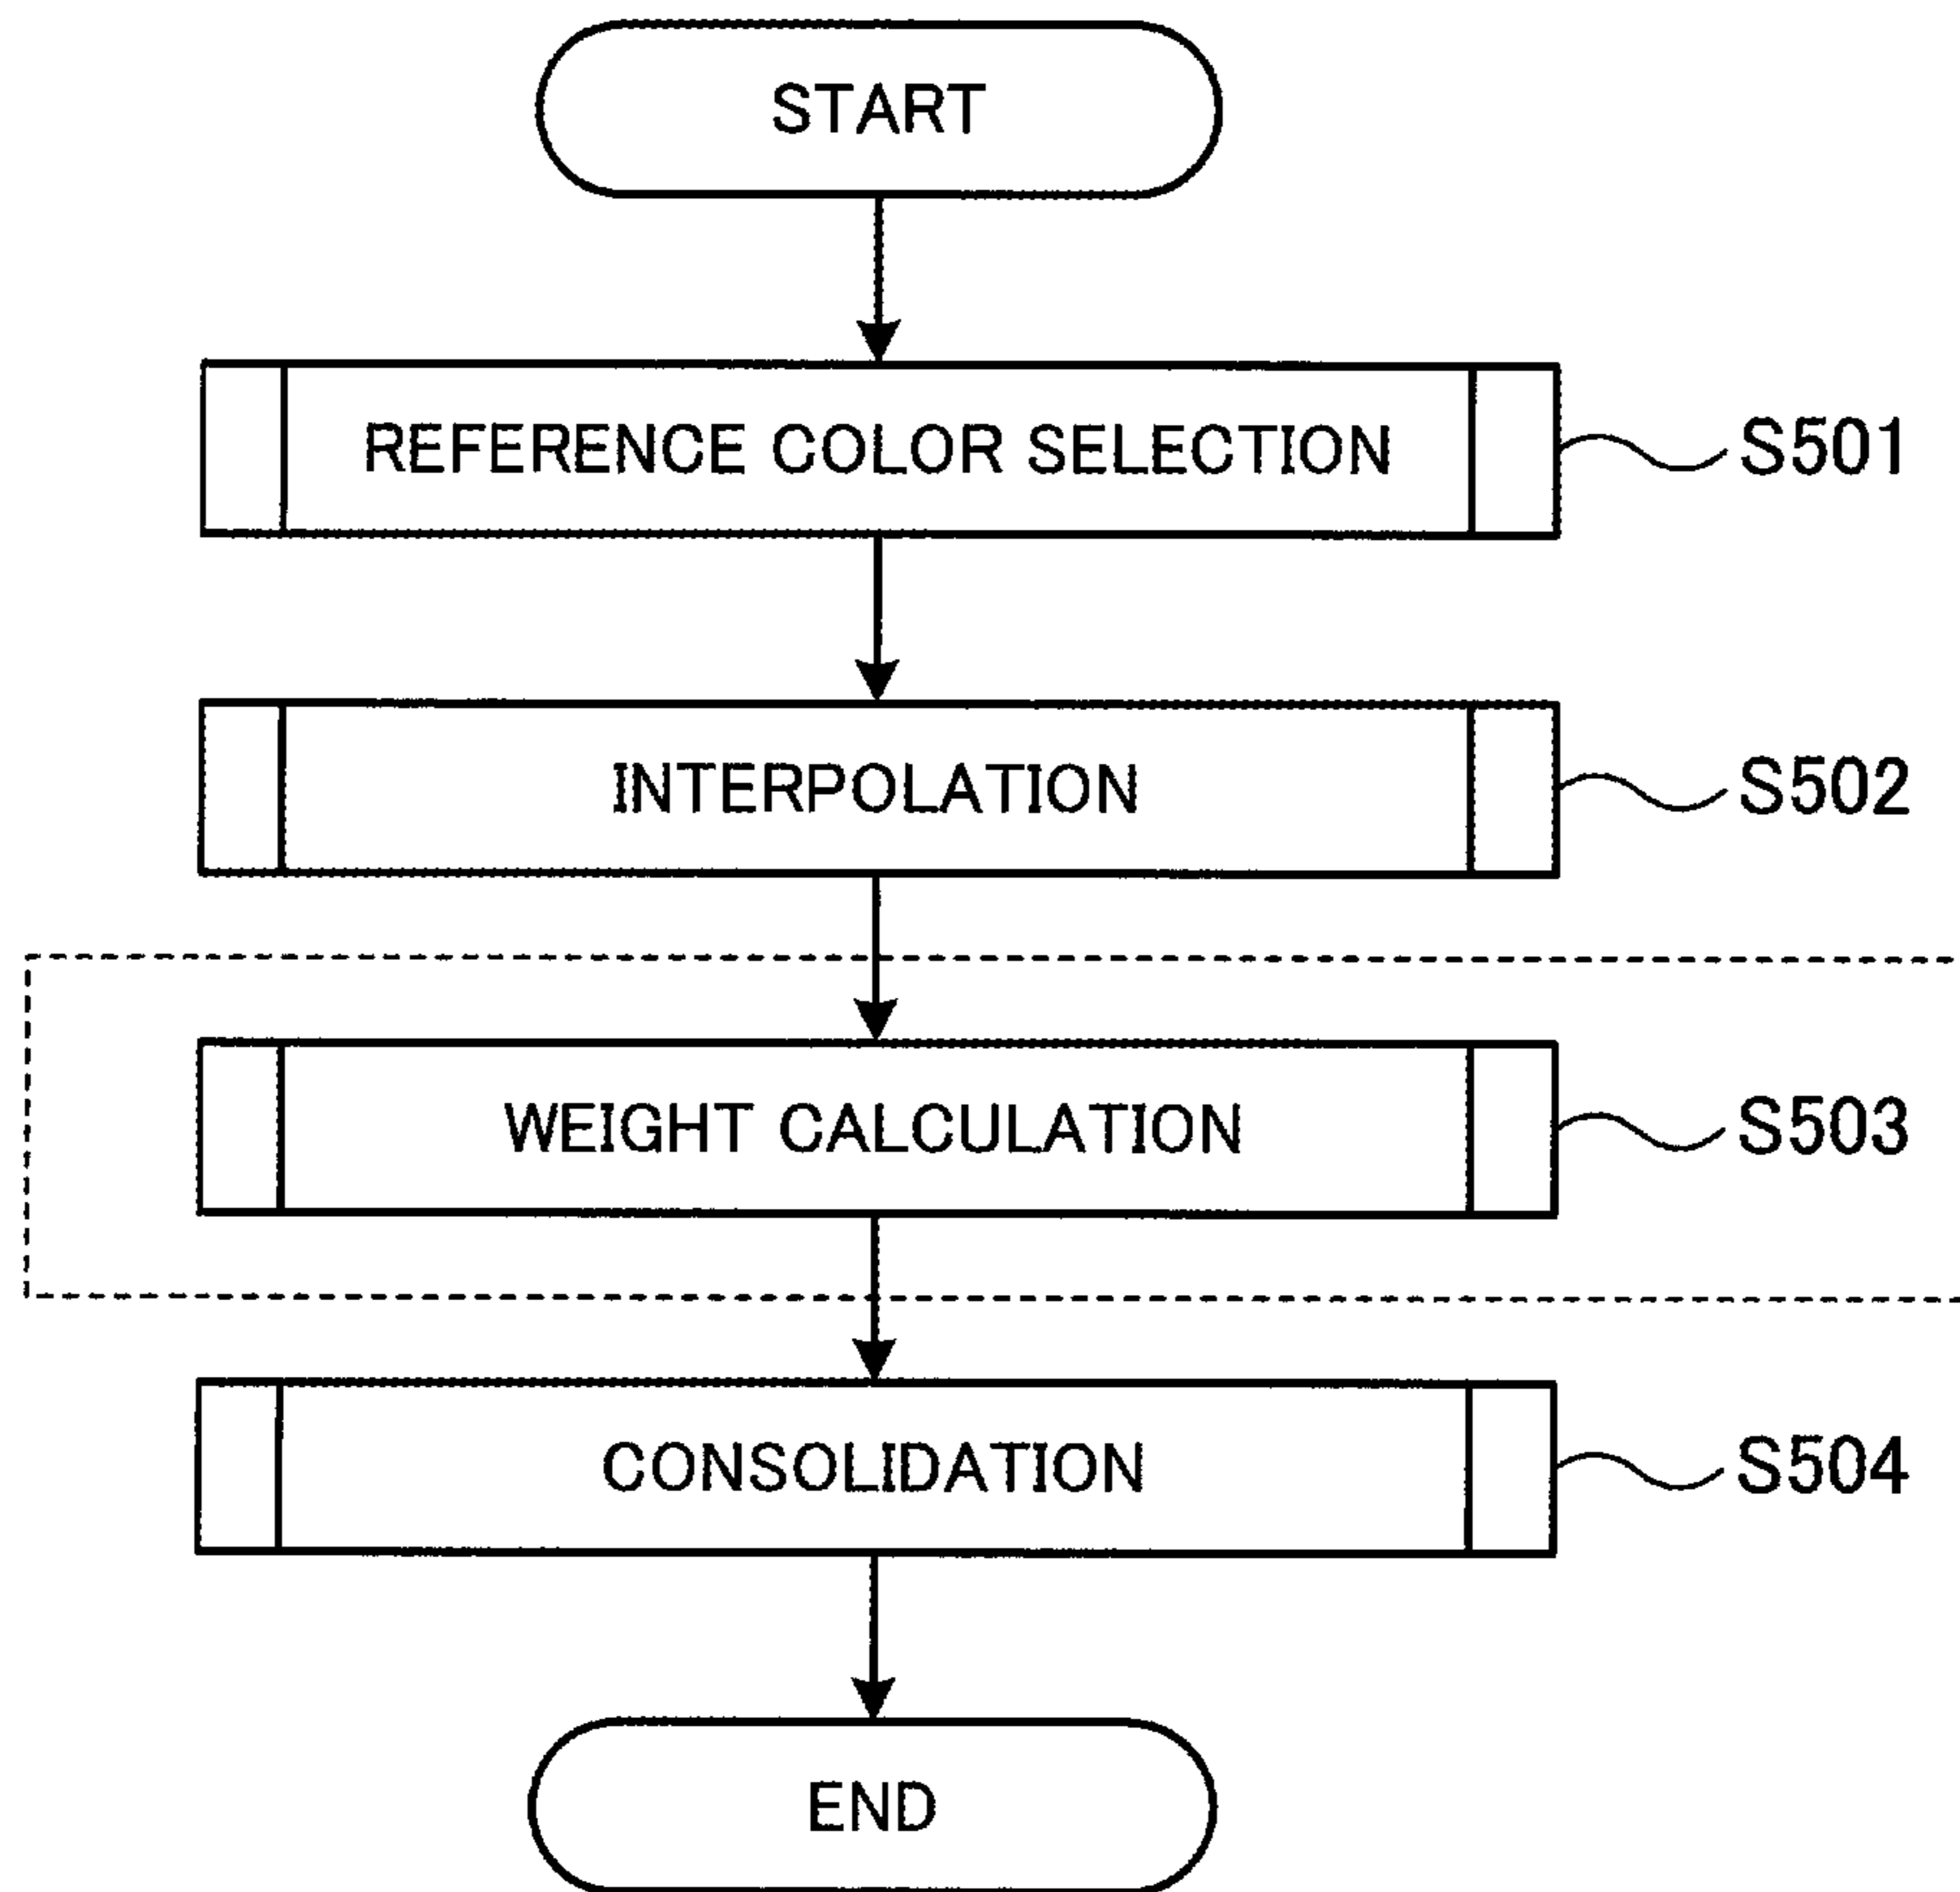 START
REFERENCE COLOR SELECTION
S501
INTERPOLATION
S502
WEIGHT CALCULATION
S503
CONSOLIDATION
S504
END